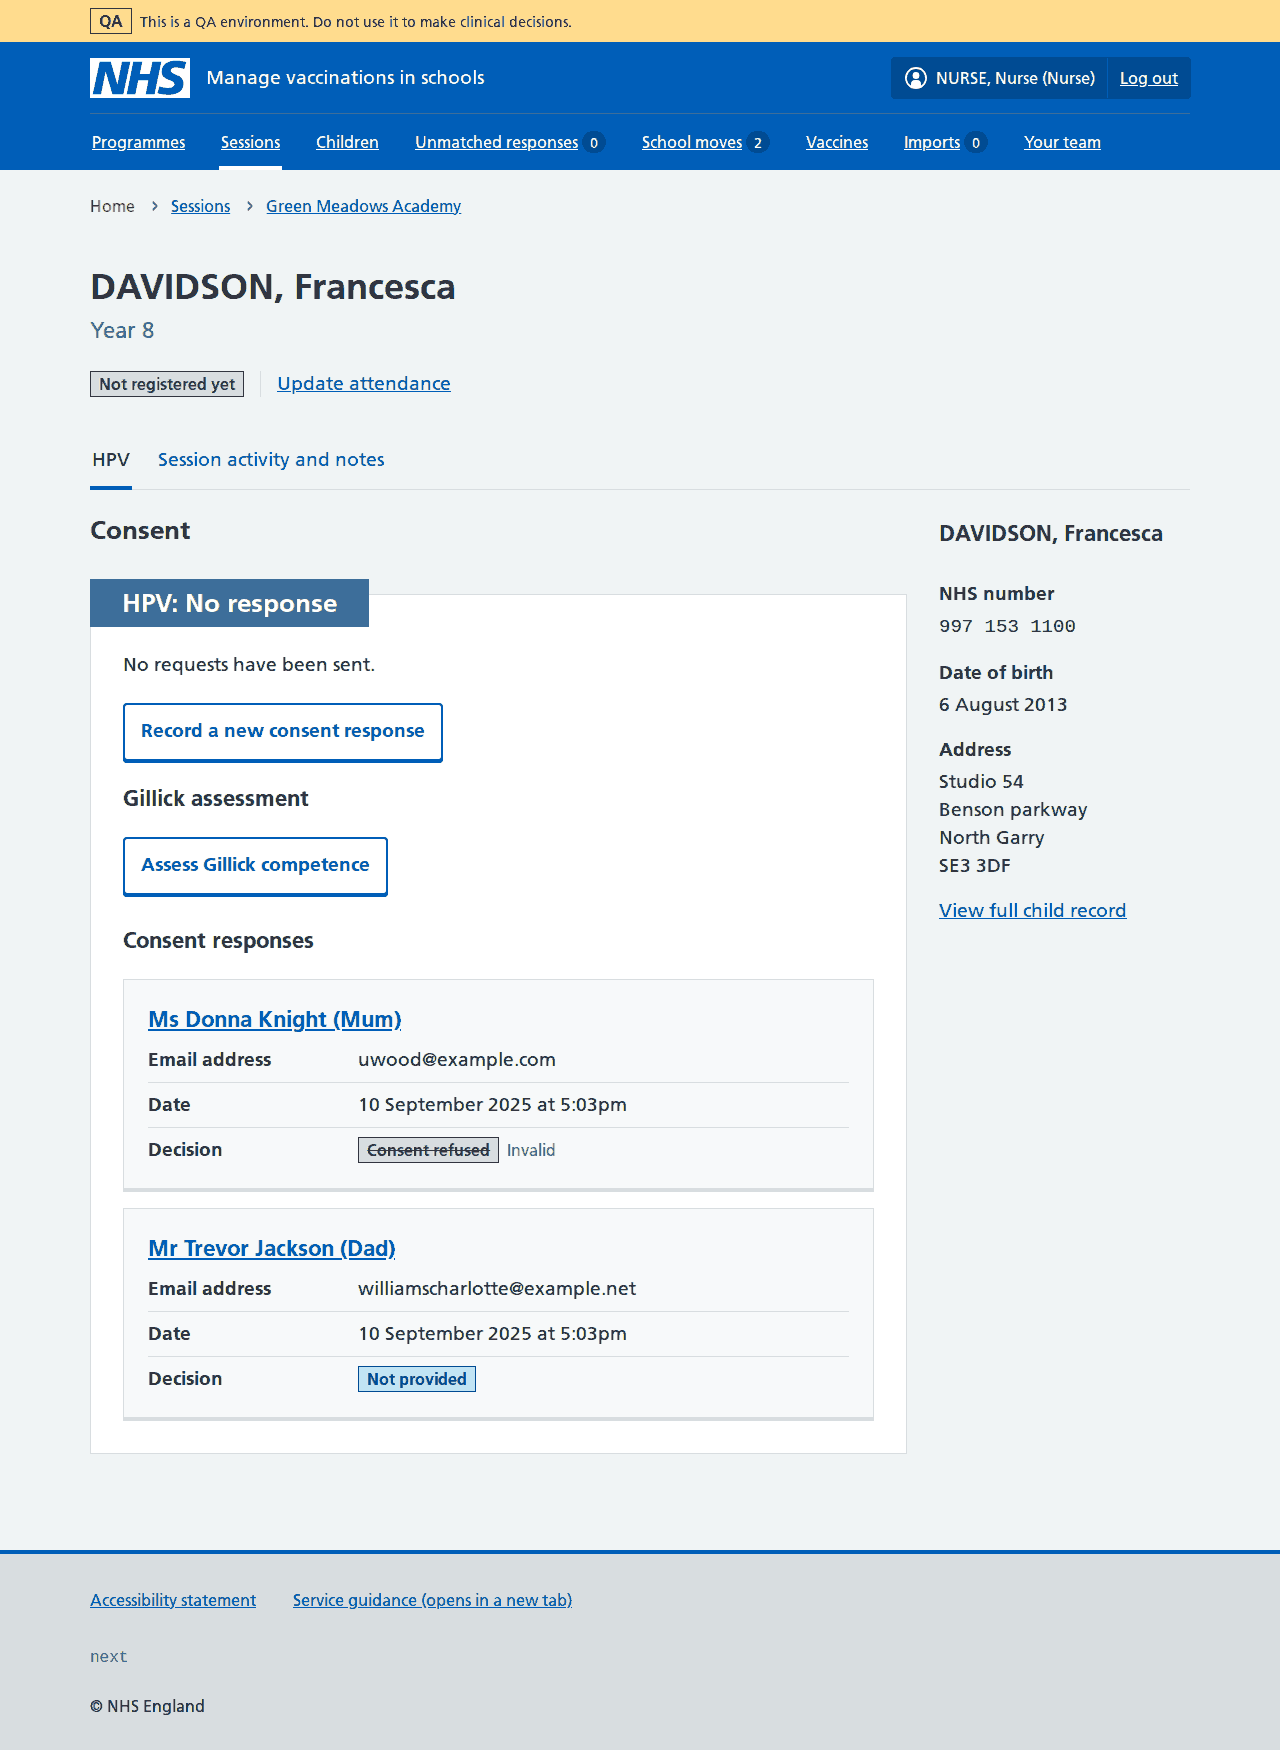 QA This is a QA environment. Do not use it to make clinical decisions.
NHS Manage vaccinations in schools NURSE, Nurse (Nurse) Log out
Programmes Sessions Children Unmatched responses 0 School moves 2 Vaccines Imports 0 Your team
Home Sessions Green Meadows Academy
DAVIDSON, Francesca
Year 8
Not registered yet Update attendance
HPV Session activity and notes
Consent
HPV: No response
No requests have been sent.
Record a new consent response
Gillick assessment
Assess Gillick competence
Consent responses
Ms Donna Knight (Mum)
Email address uwood@example.com
Date 10 September 2025 at 5:03pm
Decision Consent refused Invalid
Mr Trevor Jackson (Dad)
Email address williamscharlotte@example.net
Date 10 September 2025 at 5:03pm
Decision Not provided
DAVIDSON, Francesca
NHS number
997 153 1100
Date of birth
6 August 2013
Address
Studio 54
Benson parkway
North Garry
SE3 3DF
View full child record
Accessibility statement Service guidance (opens in a new tab)
next
© NHS England